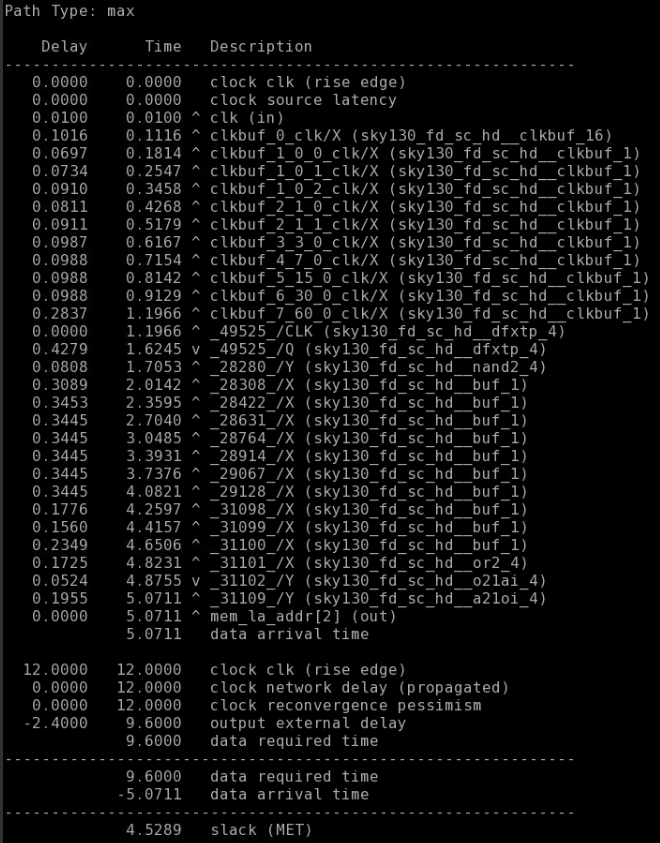 Path Type: max
Delay Time Description
---------------------------------------------------------------
0.0000 0.0000 clock clk (rise edge)
0.0000 0.0000 clock source latency
0.0100 0.0100 ^ clk (in)
0.1016 0.1116 ^ clkbuf_0_clk/X (sky130_fd_sc_hd__clkbuf_16)
0.0697 0.1814 ^ clkbuf_1_0_0_clk/X (sky130_fd_sc_hd__clkbuf_1)
0.0734 0.2547 ^ clkbuf_1_0_1_clk/X (sky130_fd_sc_hd__clkbuf_1)
0.0910 0.3458 ^ clkbuf_1_0_2_clk/X (sky130_fd_sc_hd__clkbuf_1)
0.0811 0.4268 ^ clkbuf_2_1_0_clk/X (sky130_fd_sc_hd__clkbuf_1)
0.0911 0.5179 ^ clkbuf_2_1_1_clk/X (sky130_fd_sc_hd__clkbuf_1)
0.0987 0.6167 ^ clkbuf_3_3_0_clk/X (sky130_fd_sc_hd__clkbuf_1)
0.0988 0.7154 ^ clkbuf_4_7_0_clk/X (sky130_fd_sc_hd__clkbuf_1)
0.0988 0.8142 ^ clkbuf_5_15_0_clk/X (sky130_fd_sc_hd__clkbuf_1)
0.0988 0.9129 ^ clkbuf_6_30_0_clk/X (sky130_fd_sc_hd__clkbuf_1)
0.2837 1.1966 ^ clkbuf_7_60_0_clk/X (sky130_fd_sc_hd__clkbuf_1)
0.0000 1.1966 ^ _49525_/CLK (sky130_fd_sc_hd__dfxtp_4)
0.4279 1.6245 v _49525_/Q (sky130_fd_sc_hd__dfxtp_4)
0.0808 1.7053 ^ _28280_/Y (sky130_fd_sc_hd__nand2_4)
0.3089 2.0142 ^ _28308_/X (sky130_fd_sc_hd__buf_1)
0.3453 2.3595 ^ _28422_/X (sky130_fd_sc_hd__buf_1)
0.3445 2.7040 ^ _28631_/X (sky130_fd_sc_hd__buf_1)
0.3445 3.0485 ^ _28764_/X (sky130_fd_sc_hd__buf_1)
0.3445 3.3931 ^ _28914_/X (sky130_fd_sc_hd__buf_1)
0.3445 3.7376 ^ _29067_/X (sky130_fd_sc_hd__buf_1)
0.3445 4.0821 ^ _29128_/X (sky130_fd_sc_hd__buf_1)
0.1776 4.2597 ^ _31098_/X (sky130_fd_sc_hd__buf_1)
0.1560 4.4157 ^ _31099_/X (sky130_fd_sc_hd__buf_1)
0.2349 4.6506 ^ _31100_/X (sky130_fd_sc_hd__buf_1)
0.1725 4.8231 ^ _31101_/X (sky130_fd_sc_hd__or2_4)
0.0524 4.8755 v _31102_/Y (sky130_fd_sc_hd__o21ai_4)
0.1955 5.0711 ^ _31109_/Y (sky130_fd_sc_hd__a21oi_4)
0.0000 5.0711 ^ mem_la_addr[2] (out)
5.0711 data arrival time
12.0000 12.0000 clock clk (rise edge)
0.0000 12.0000 clock network delay (propagated)
0.0000 12.0000 clock reconvergence pessimism
-2.4000 9.6000 output external delay
9.6000 data required time
---------------------------------------------------------------
9.6000 data required time
-5.0711 data arrival time
---------------------------------------------------------------
4.5289 slack (MET)